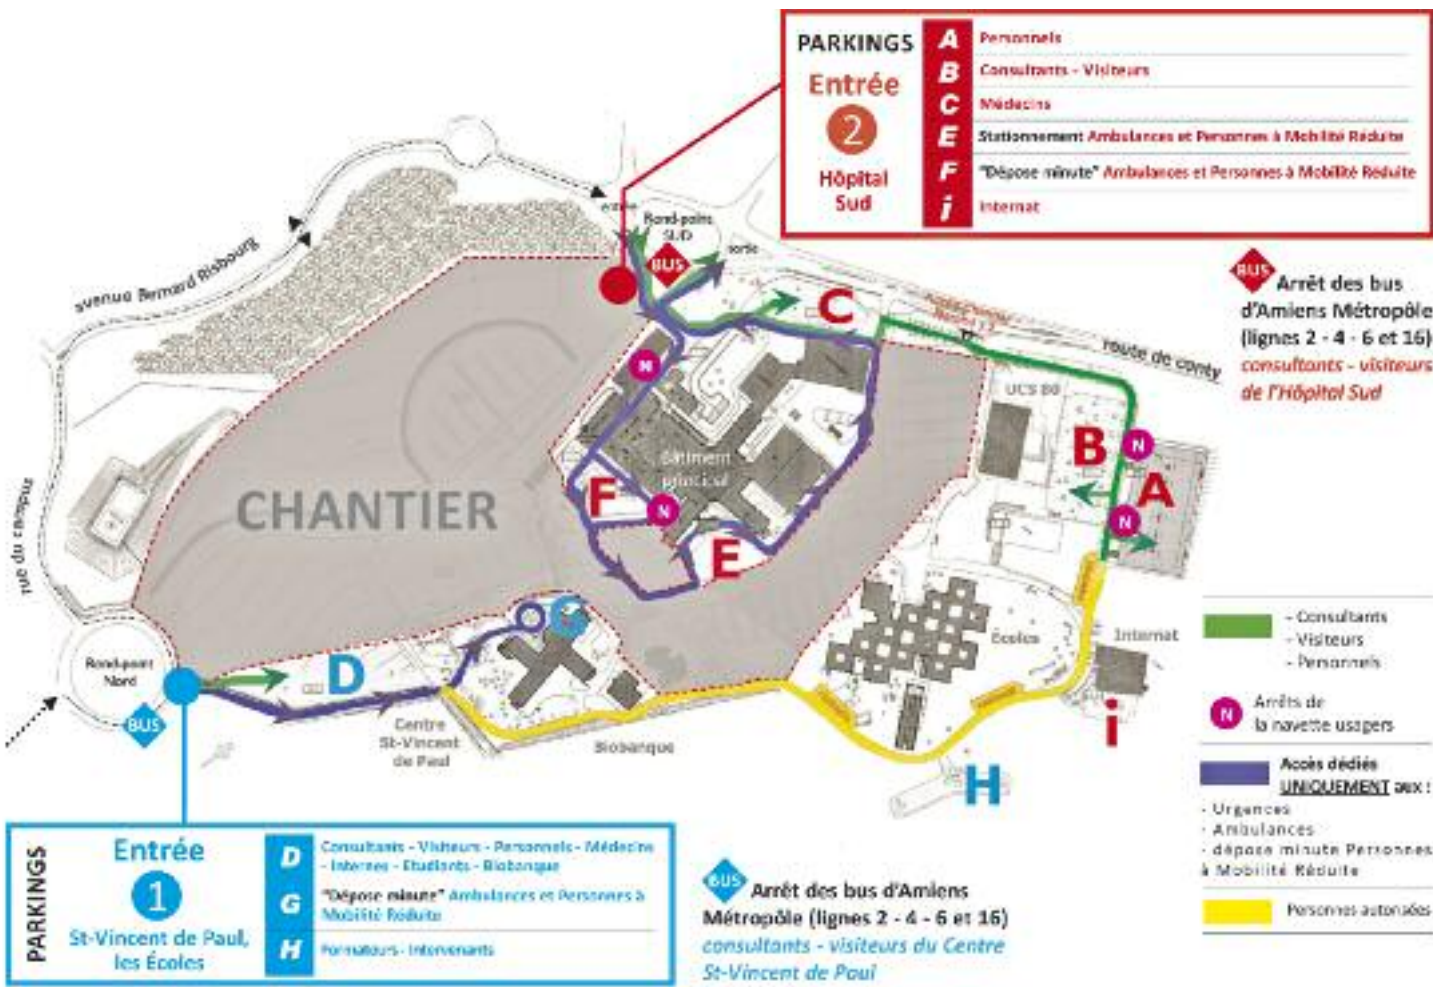 PARKINGS
Entrée
2
Hôpital
Sud
A Personnels
B Consultants - Visiteurs
C Médecins
E Stationnement Ambulances et Personnes à Mobilité Réduite
F "Dépose minute" Ambulances et Personnes à Mobilité Réduite
i Internat
entrée
Rond-point
SUD
sortie
BUS
avenue Bernard Risbourg
C
route de conty
BUS Arrêt des bus
d'Amiens Métropôle
(lignes 2 - 4 - 6 et 16)
consultants - visiteurs
de l'Hôpital Sud
N
UCS 80
B
N
A
N
Bâtiment
principal
F
N
E
CHANTIER
rue du campus
G
Écoles
Internat
i
Rond-point
Nord
D
BUS
Centre
St-Vincent
de Paul
Biobanque
H
- Consultants
- Visiteurs
- Personnels
N Arrêts de
la navette usagers
Accès dédiés
UNIQUEMENT aux :
- Urgences
- Ambulances
- dépose minute Personnes
à Mobilité Réduite
Personnes autorisées
PARKINGS
Entrée
1
St-Vincent de Paul,
les Écoles
D Consultants - Visiteurs - Personnels - Médecins
- Internes - Etudiants - Biobanque
G "Dépose minute" Ambulances et Personnes à
Mobilité Réduite
H Formateurs - Intervenants
BUS Arrêt des bus d'Amiens
Métropôle (lignes 2 - 4 - 6 et 16)
consultants - visiteurs du Centre
St-Vincent de Paul